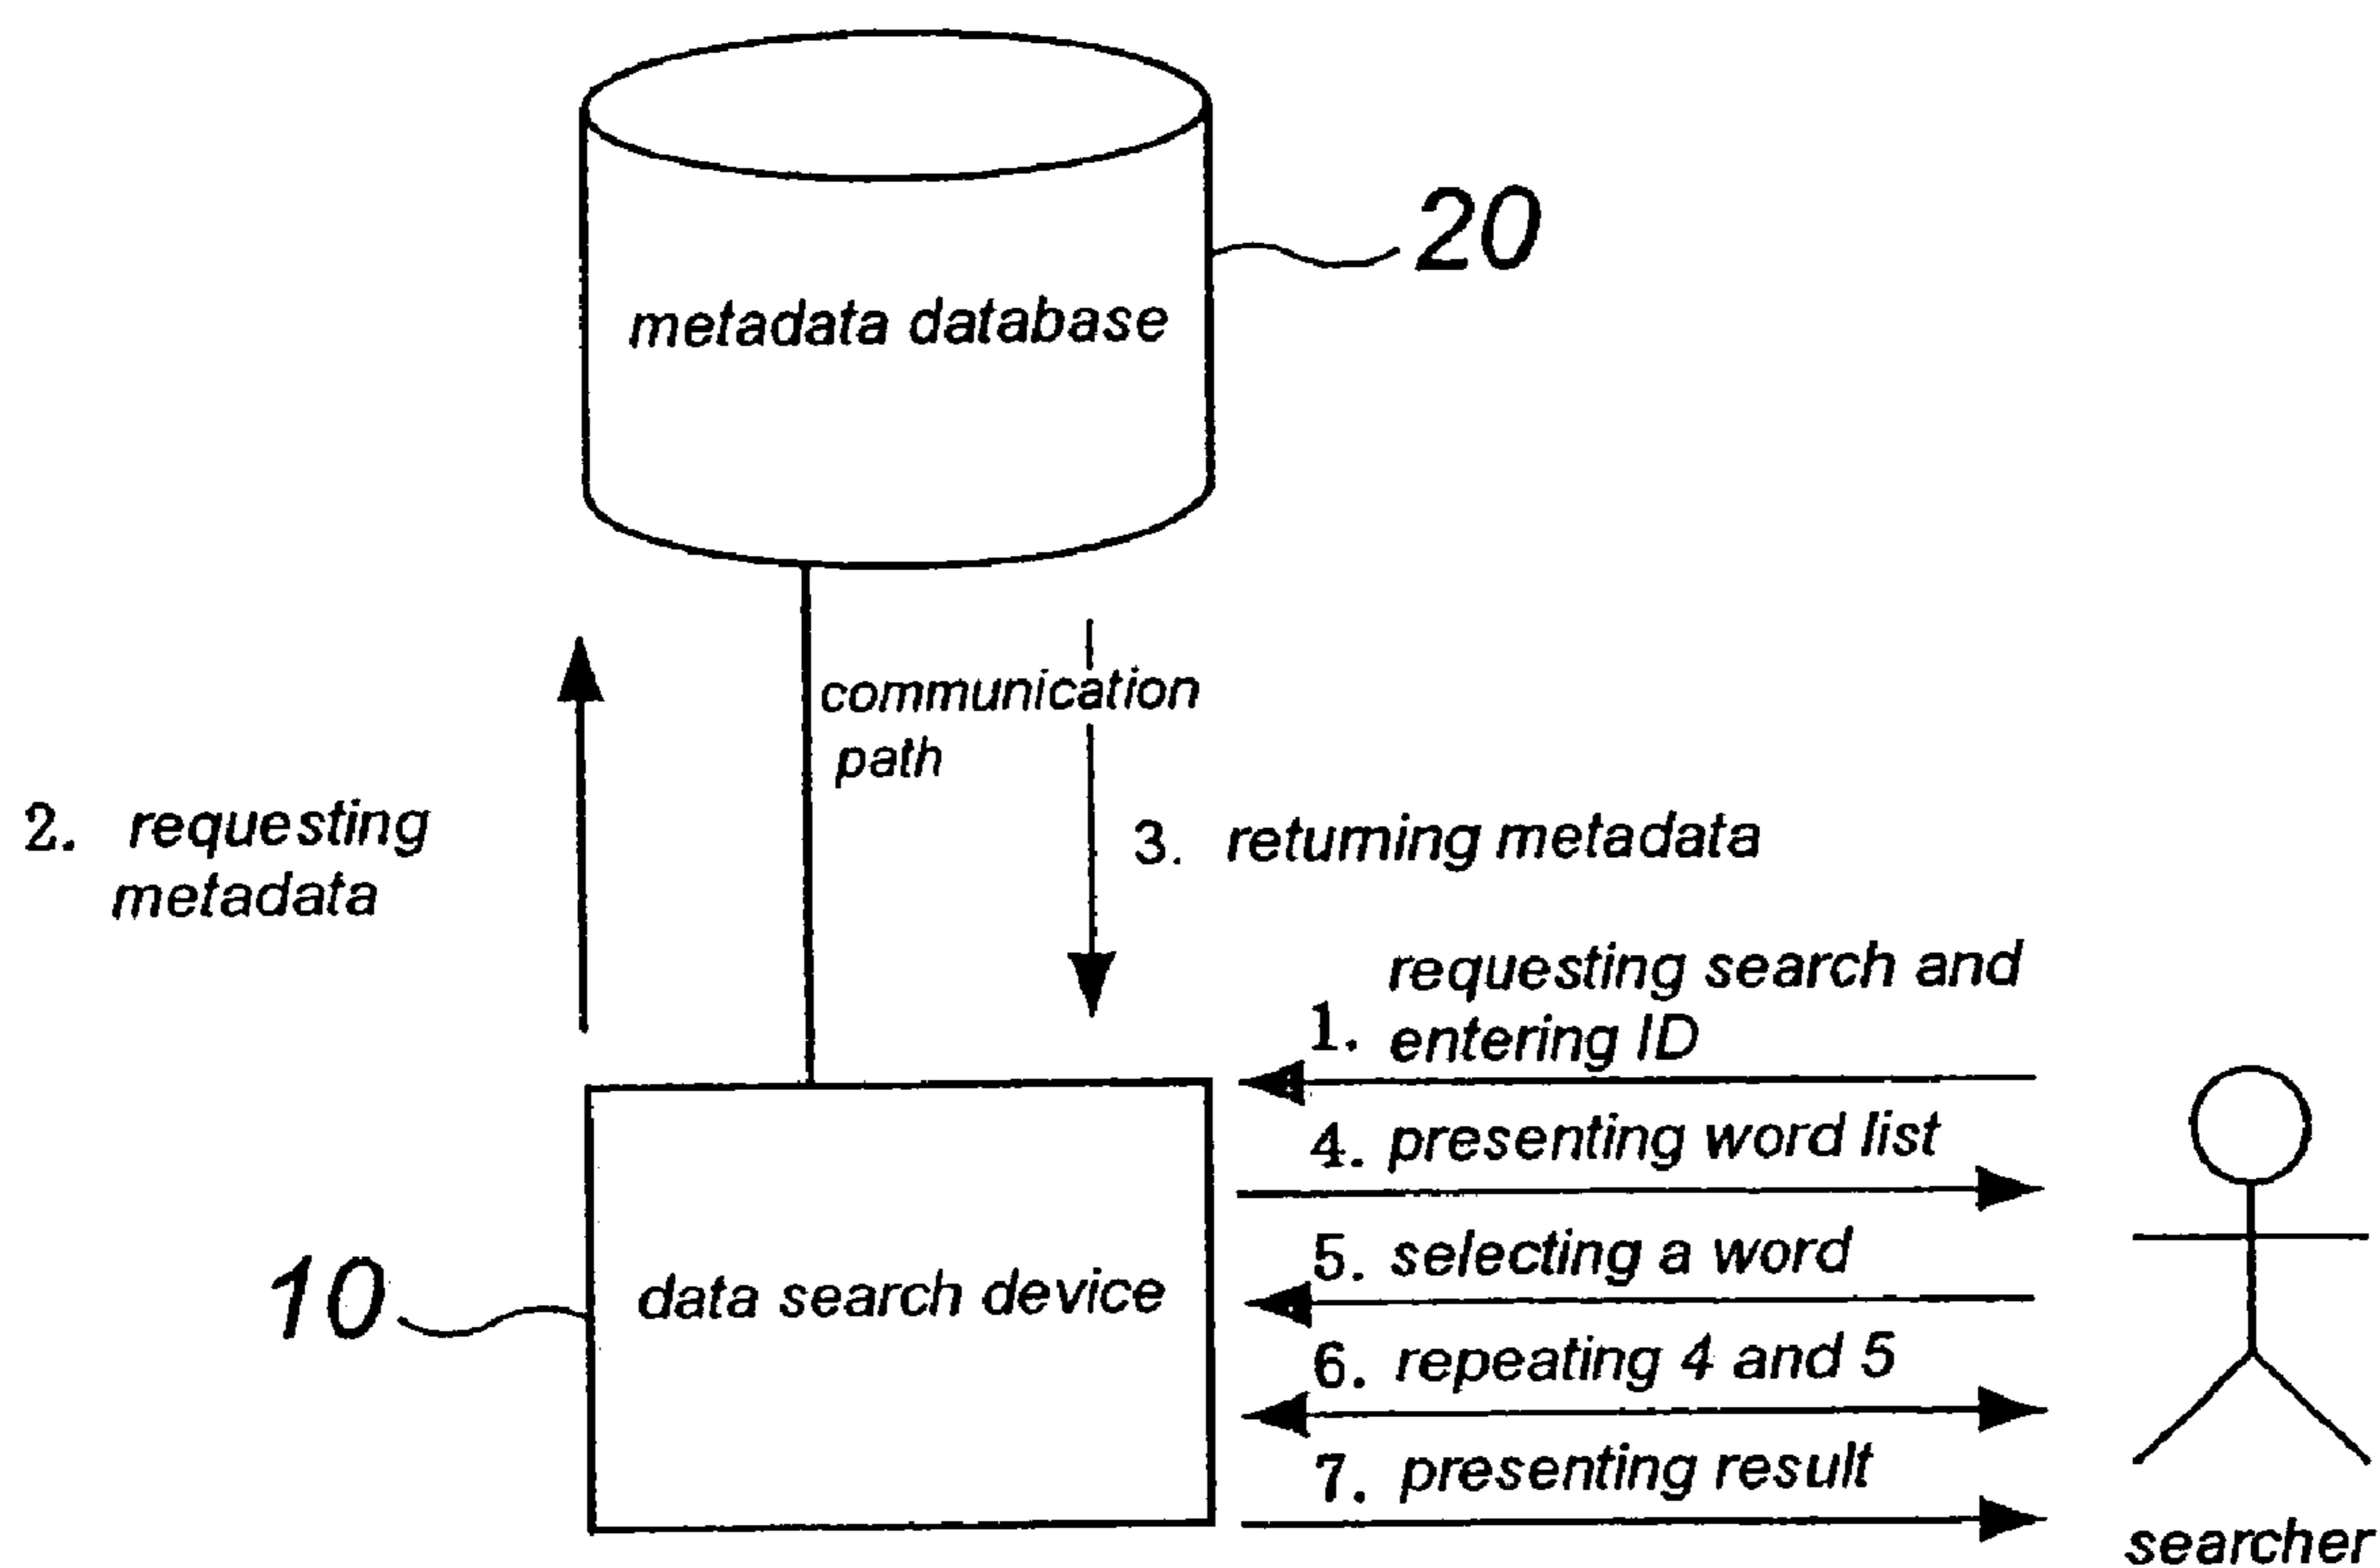 20
metadata database
communication
path
2. requesting
metadata
3. returning metadata
requesting search and
1. entering ID
4. presenting word list
5. selecting a word
10
data search device
6. repeating 4 and 5
7. presenting result
searcher